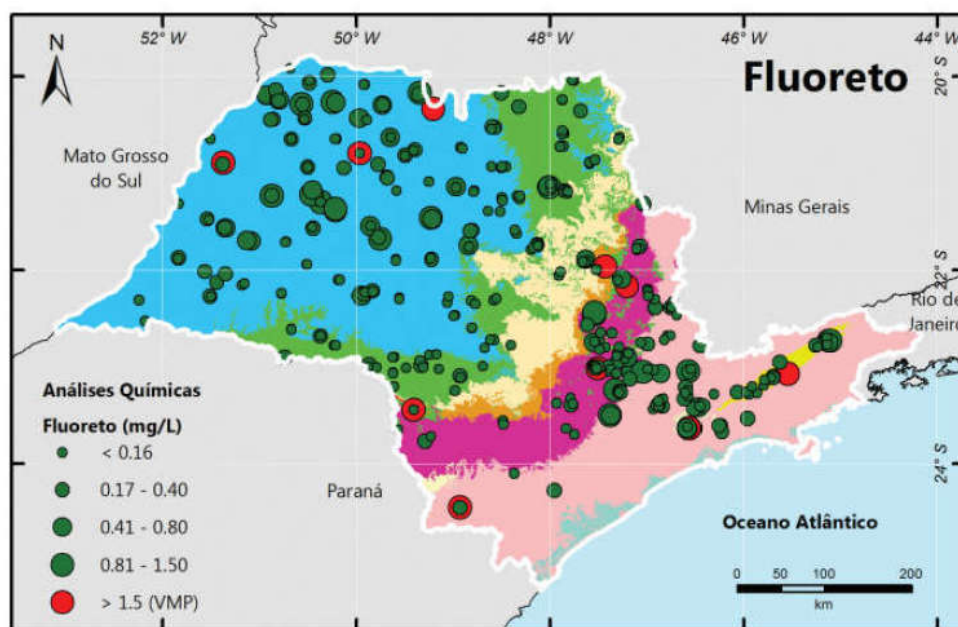 52° W
50° W
48° W
46° W
44° W
N
Fluoreto
20° S
Mato Grosso
do Sul
Minas Gerais
22° S
Rio de
Janeiro
Análises Químicas
Fluoreto (mg/L)
< 0.16
0.17 - 0.40
0.41 - 0.80
0.81 - 1.50
> 1.5 (VMP)
Paraná
24° S
Oceano Atlântico
0 50 100 200
km